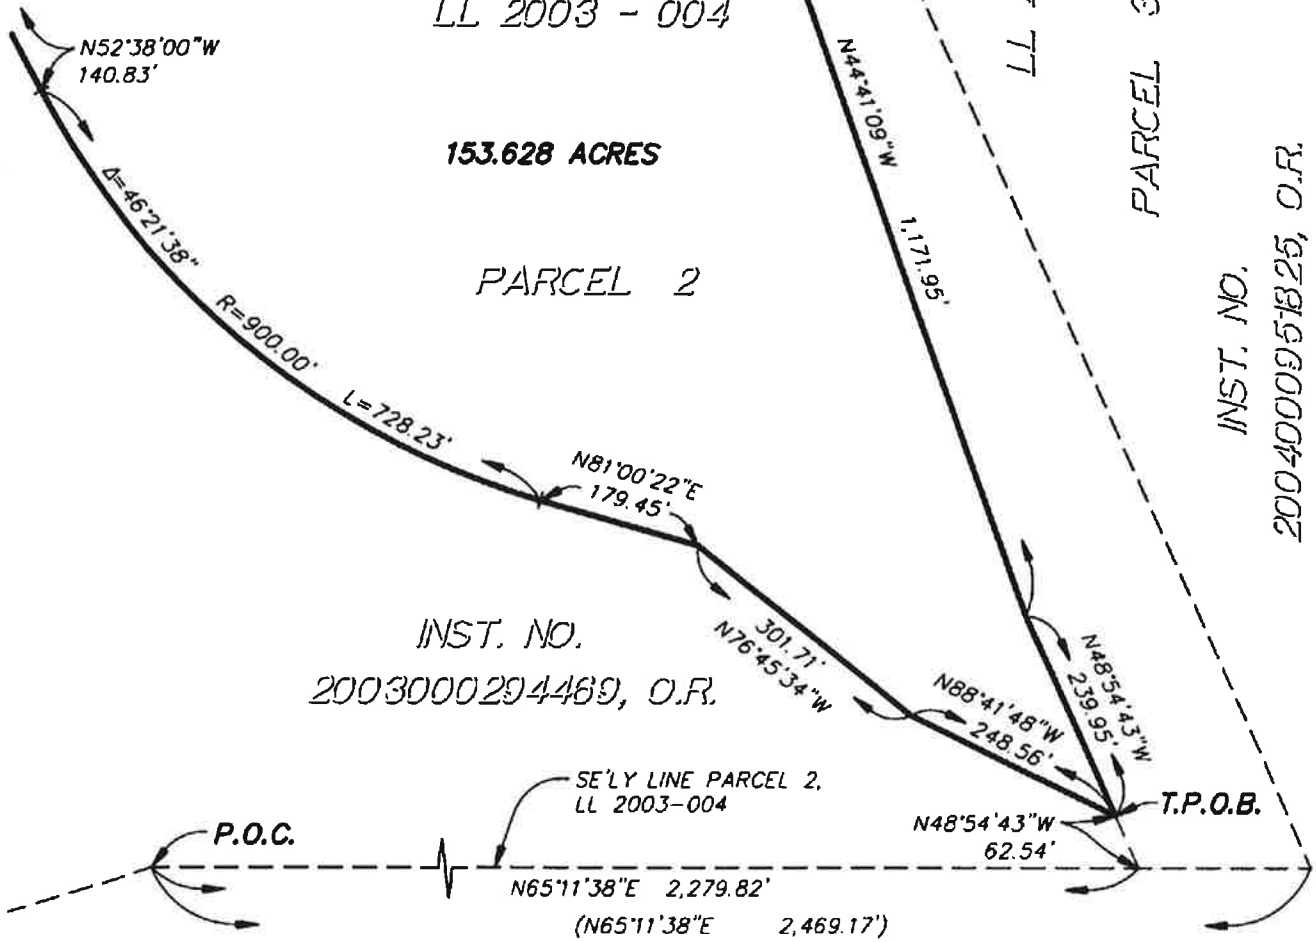 LL 2003 - 004
N52°38'00"W
140.83'
153.628 ACRES
N44°41'09"W
1,171.95'
LL
PARCEL 3
Δ=46°21'38"
R=900.00'
L=728.23'
PARCEL 2
INST. NO.
2004000951825, O.R.
N81°00'22"E
179.45'
INST. NO.
2003000294469, O.R.
301.71'
N76°45'34"W
N88°41'48"W
248.56'
N48°54'43"W
239.95'
SE'LY LINE PARCEL 2,
LL 2003-004
P.O.C.
T.P.O.B.
N48°54'43"W
62.54'
N65°11'38"E 2,279.82'
(N65°11'38"E 2,469.17')